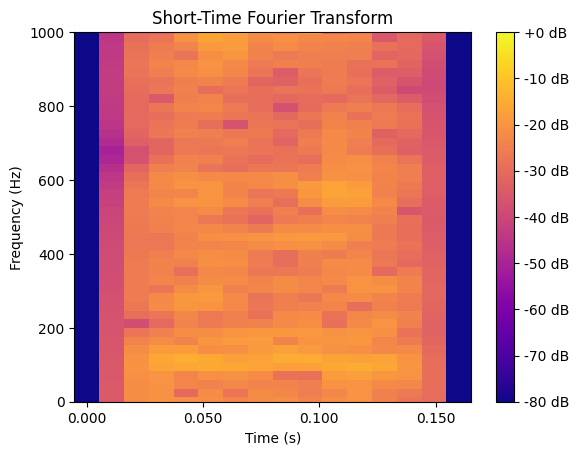 Short-Time Fourier Transform
Frequency (Hz)
1000
800
600
400
200
0
0.000
0.050
0.100
0.150
Time (s)
+0 dB
-10 dB
-20 dB
-30 dB
-40 dB
-50 dB
-60 dB
-70 dB
-80 dB